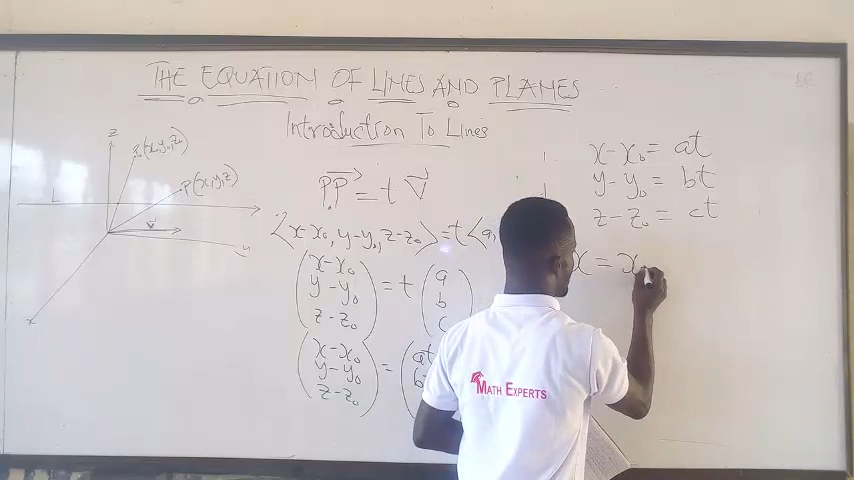 THE EQUATION OF LINES AND PLANES
Introduction To Lines
z
P₀(x₀,y₀,z₀)
P(x,y,z)
L
v⃗
y
x
P₀P⃗ = t v⃗
⟨x-x₀, y-y₀, z-z₀⟩ = t⟨a,
(x-x₀
y-y₀
z-z₀) = t (a
b
c
(x-x₀
y-y₀
z-z₀) = (at
b
x-x₀ = at
y-y₀ = bt
z-z₀ = ct
x = x
MATH EXPERTS